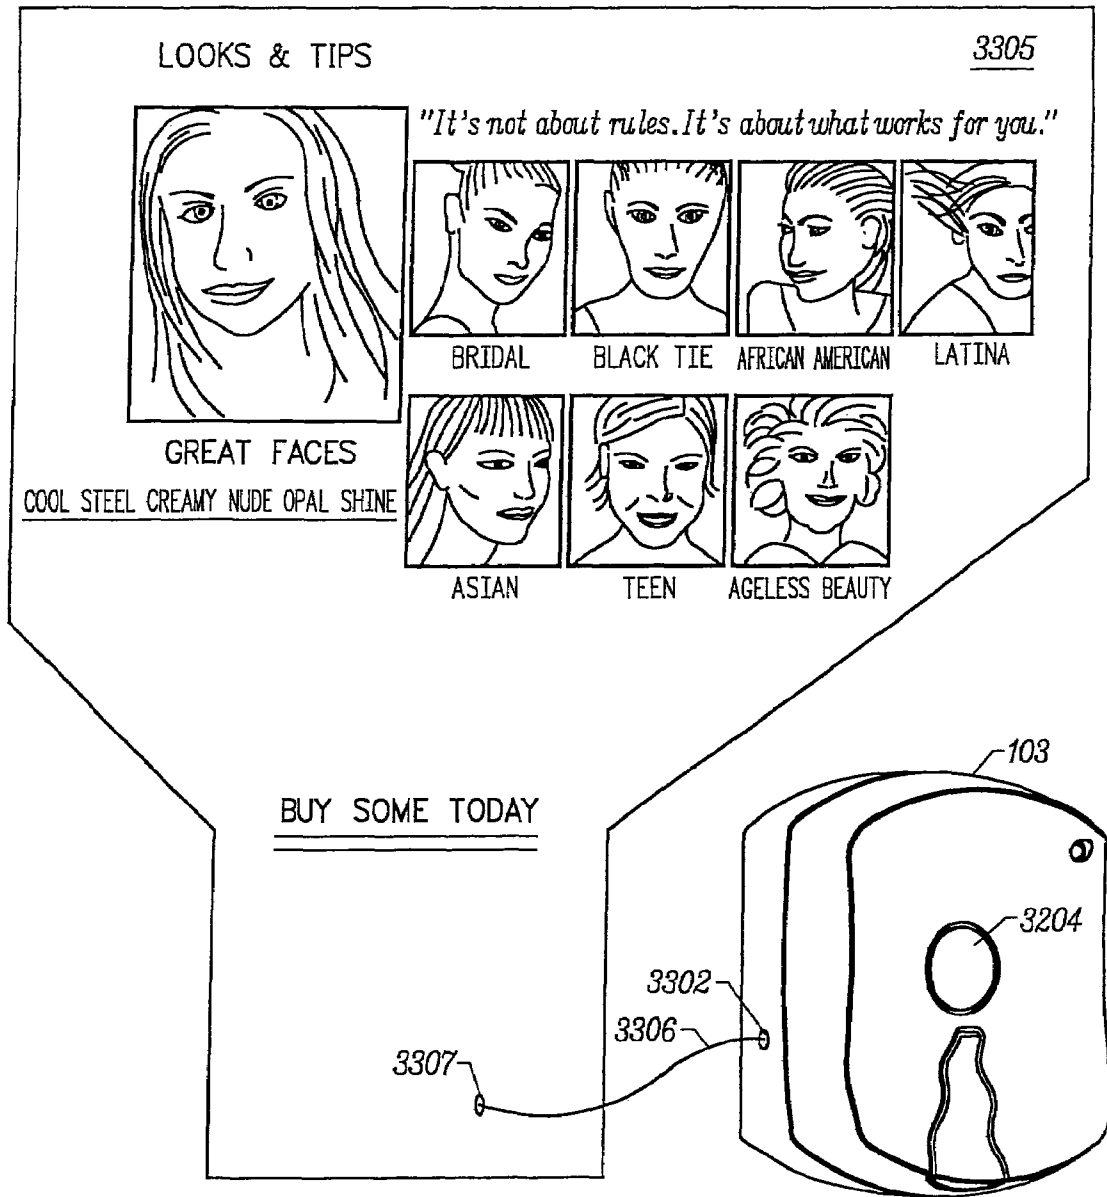 LOOKS & TIPS
3305
"It's not about rules. It's about what works for you."
BRIDAL
BLACK TIE
AFRICAN AMERICAN
LATINA
GREAT FACES
COOL STEEL CREAMY NUDE OPAL SHINE
ASIAN
TEEN
AGELESS BEAUTY
103
BUY SOME TODAY
3204
3302
3306
3307